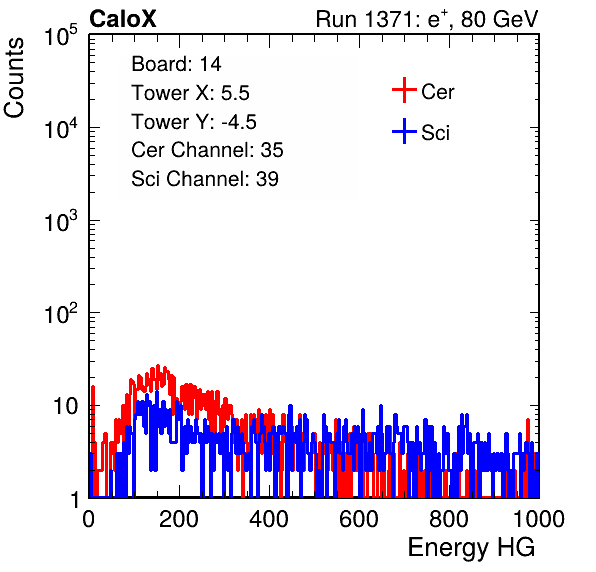 CaloX Run 1371: e⁺, 80 GeV
Counts
10⁵
10⁴
10³
10²
10
1
Board: 14
Tower X: 5.5
Tower Y: -4.5
Cer Channel: 35
Sci Channel: 39
Cer
Sci
0 200 400 600 800 1000
Energy HG